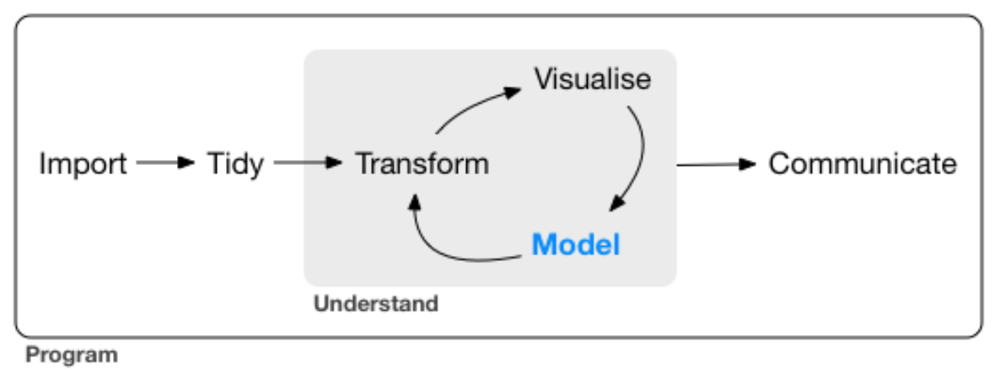 Visualise
Import
Tidy
Transform
Communicate
Model
Understand
Program